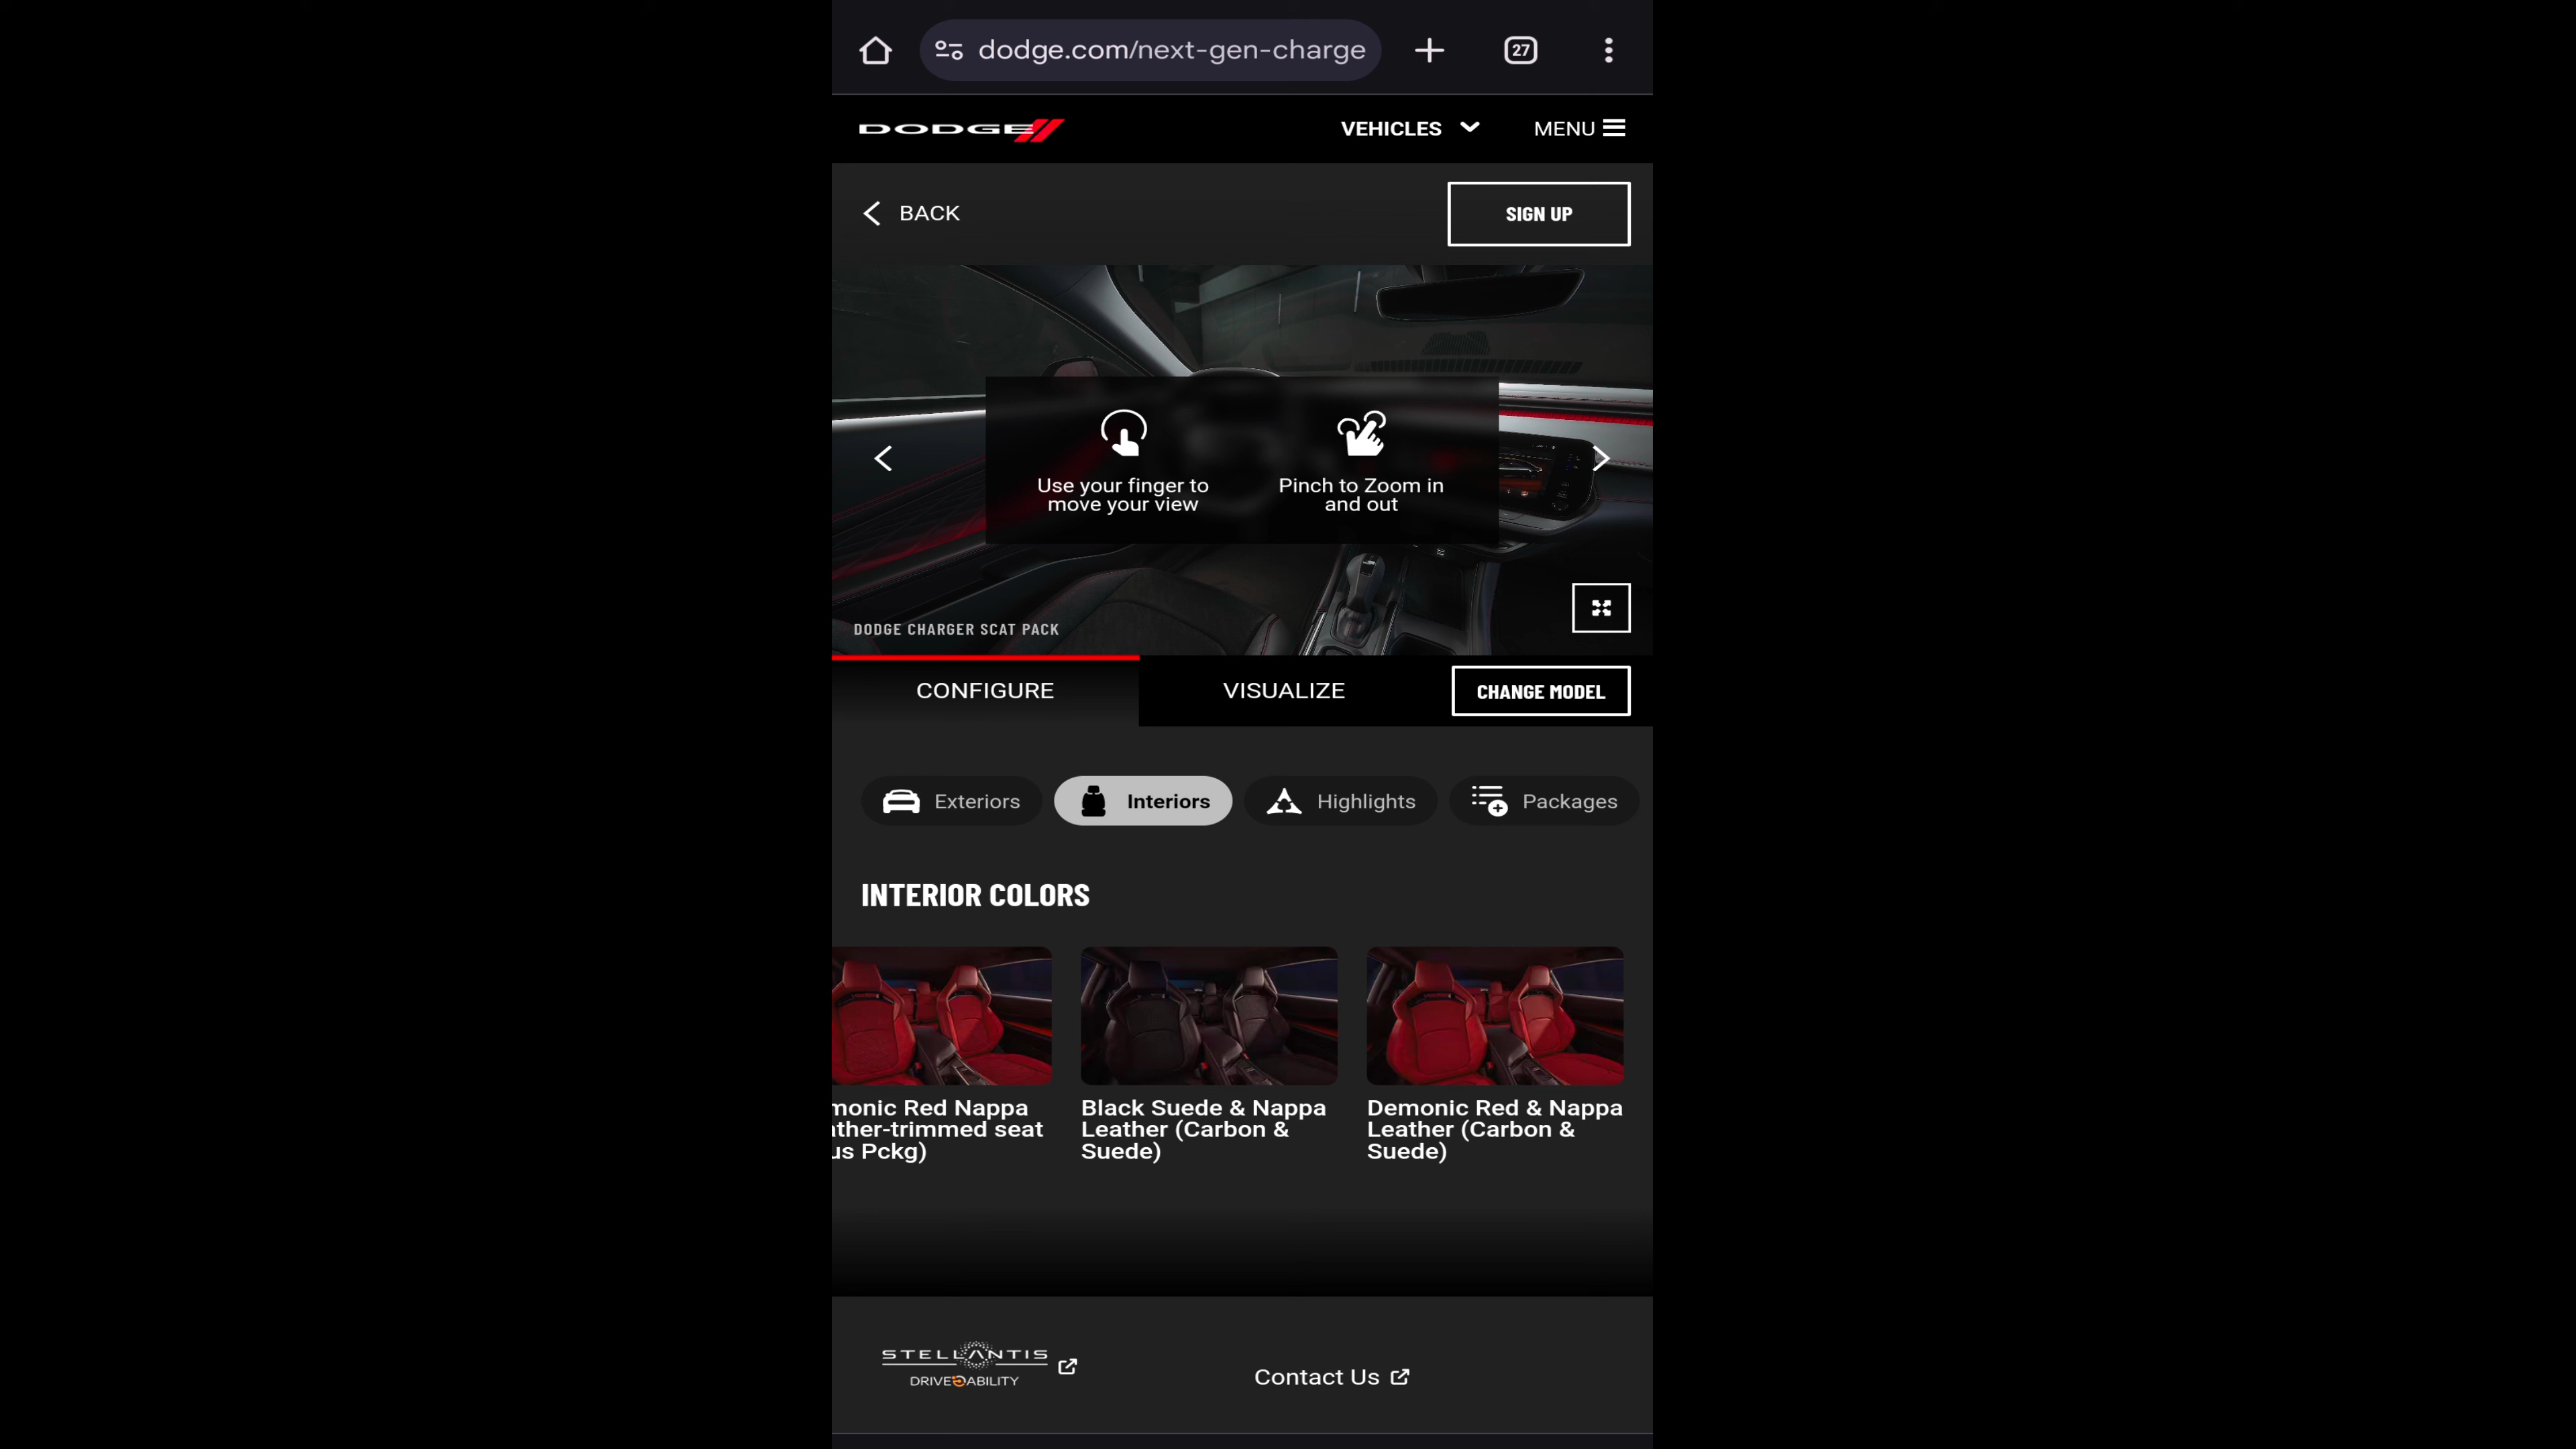 dodge.com/next-gen-charge
27
DODGE
VEHICLES
MENU
BACK
SIGN UP
Use your finger to
move your view
Pinch to Zoom in
and out
DODGE CHARGER SCAT PACK
CONFIGURE
VISUALIZE
CHANGE MODEL
Exteriors
Interiors
Highlights
Packages
INTERIOR COLORS
monic Red Nappa
ather-trimmed seat
us Pckg)
Black Suede & Nappa
Leather (Carbon &
Suede)
Demonic Red & Nappa
Leather (Carbon &
Suede)
STELLANTIS
DRIVEABILITY
Contact Us